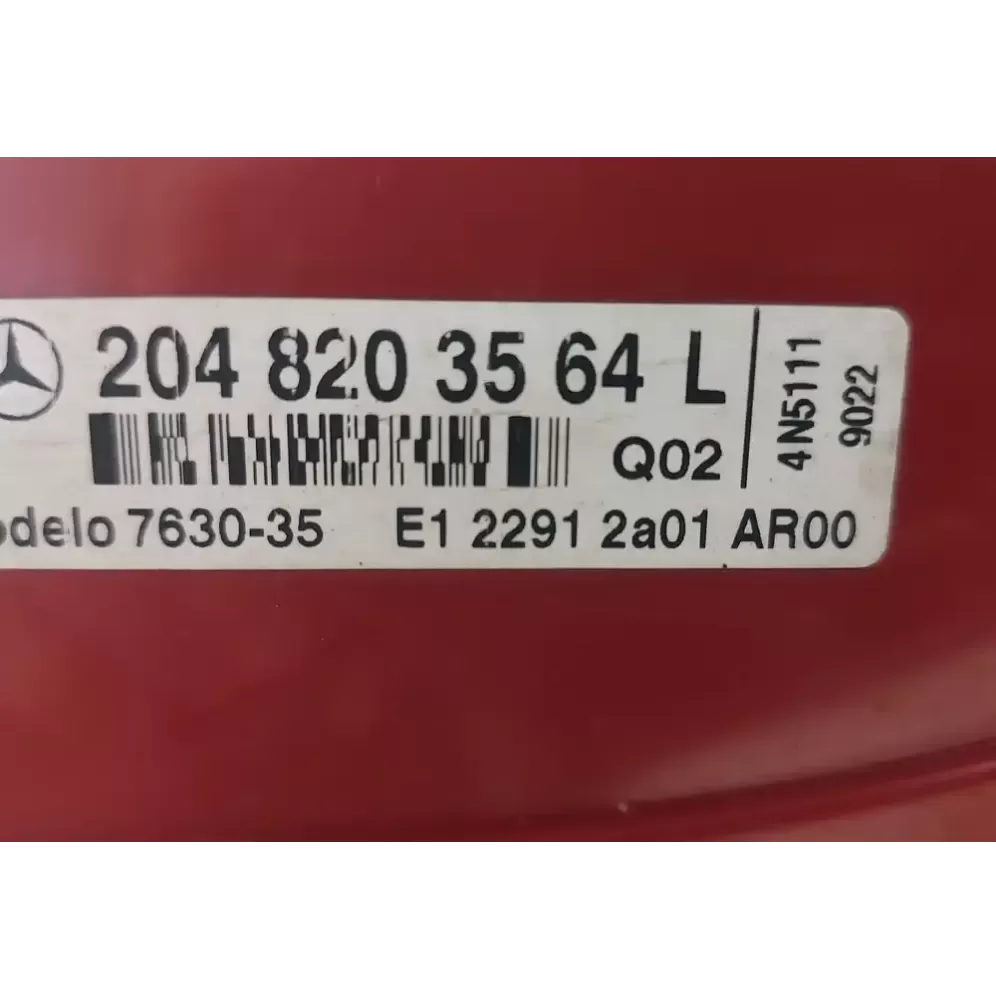 204 820 35 64 L
Q02
odelo 7630-35 E1 2291 2a01 AR00
4N5111
9022